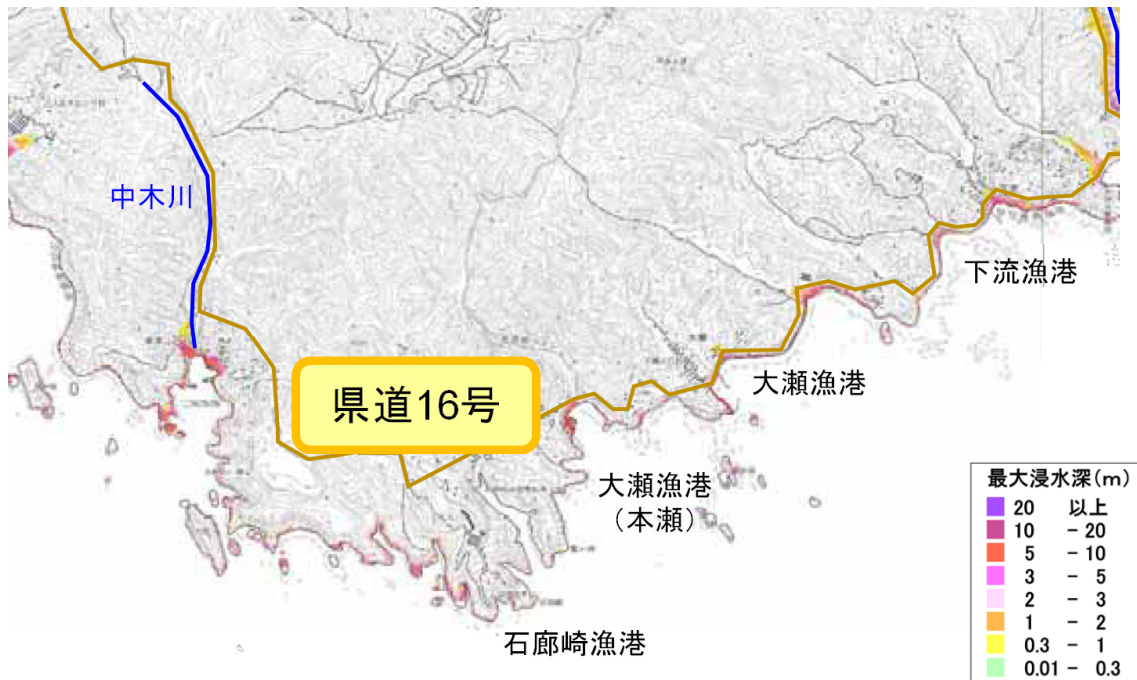 中木川
県道16号
下流漁港
大瀬漁港
大瀬漁港
（本瀬）
石廊崎漁港
最大浸水深(m)
20 以上
10 - 20
5 - 10
3 - 5
2 - 3
1 - 2
0.3 - 1
0.01 - 0.3